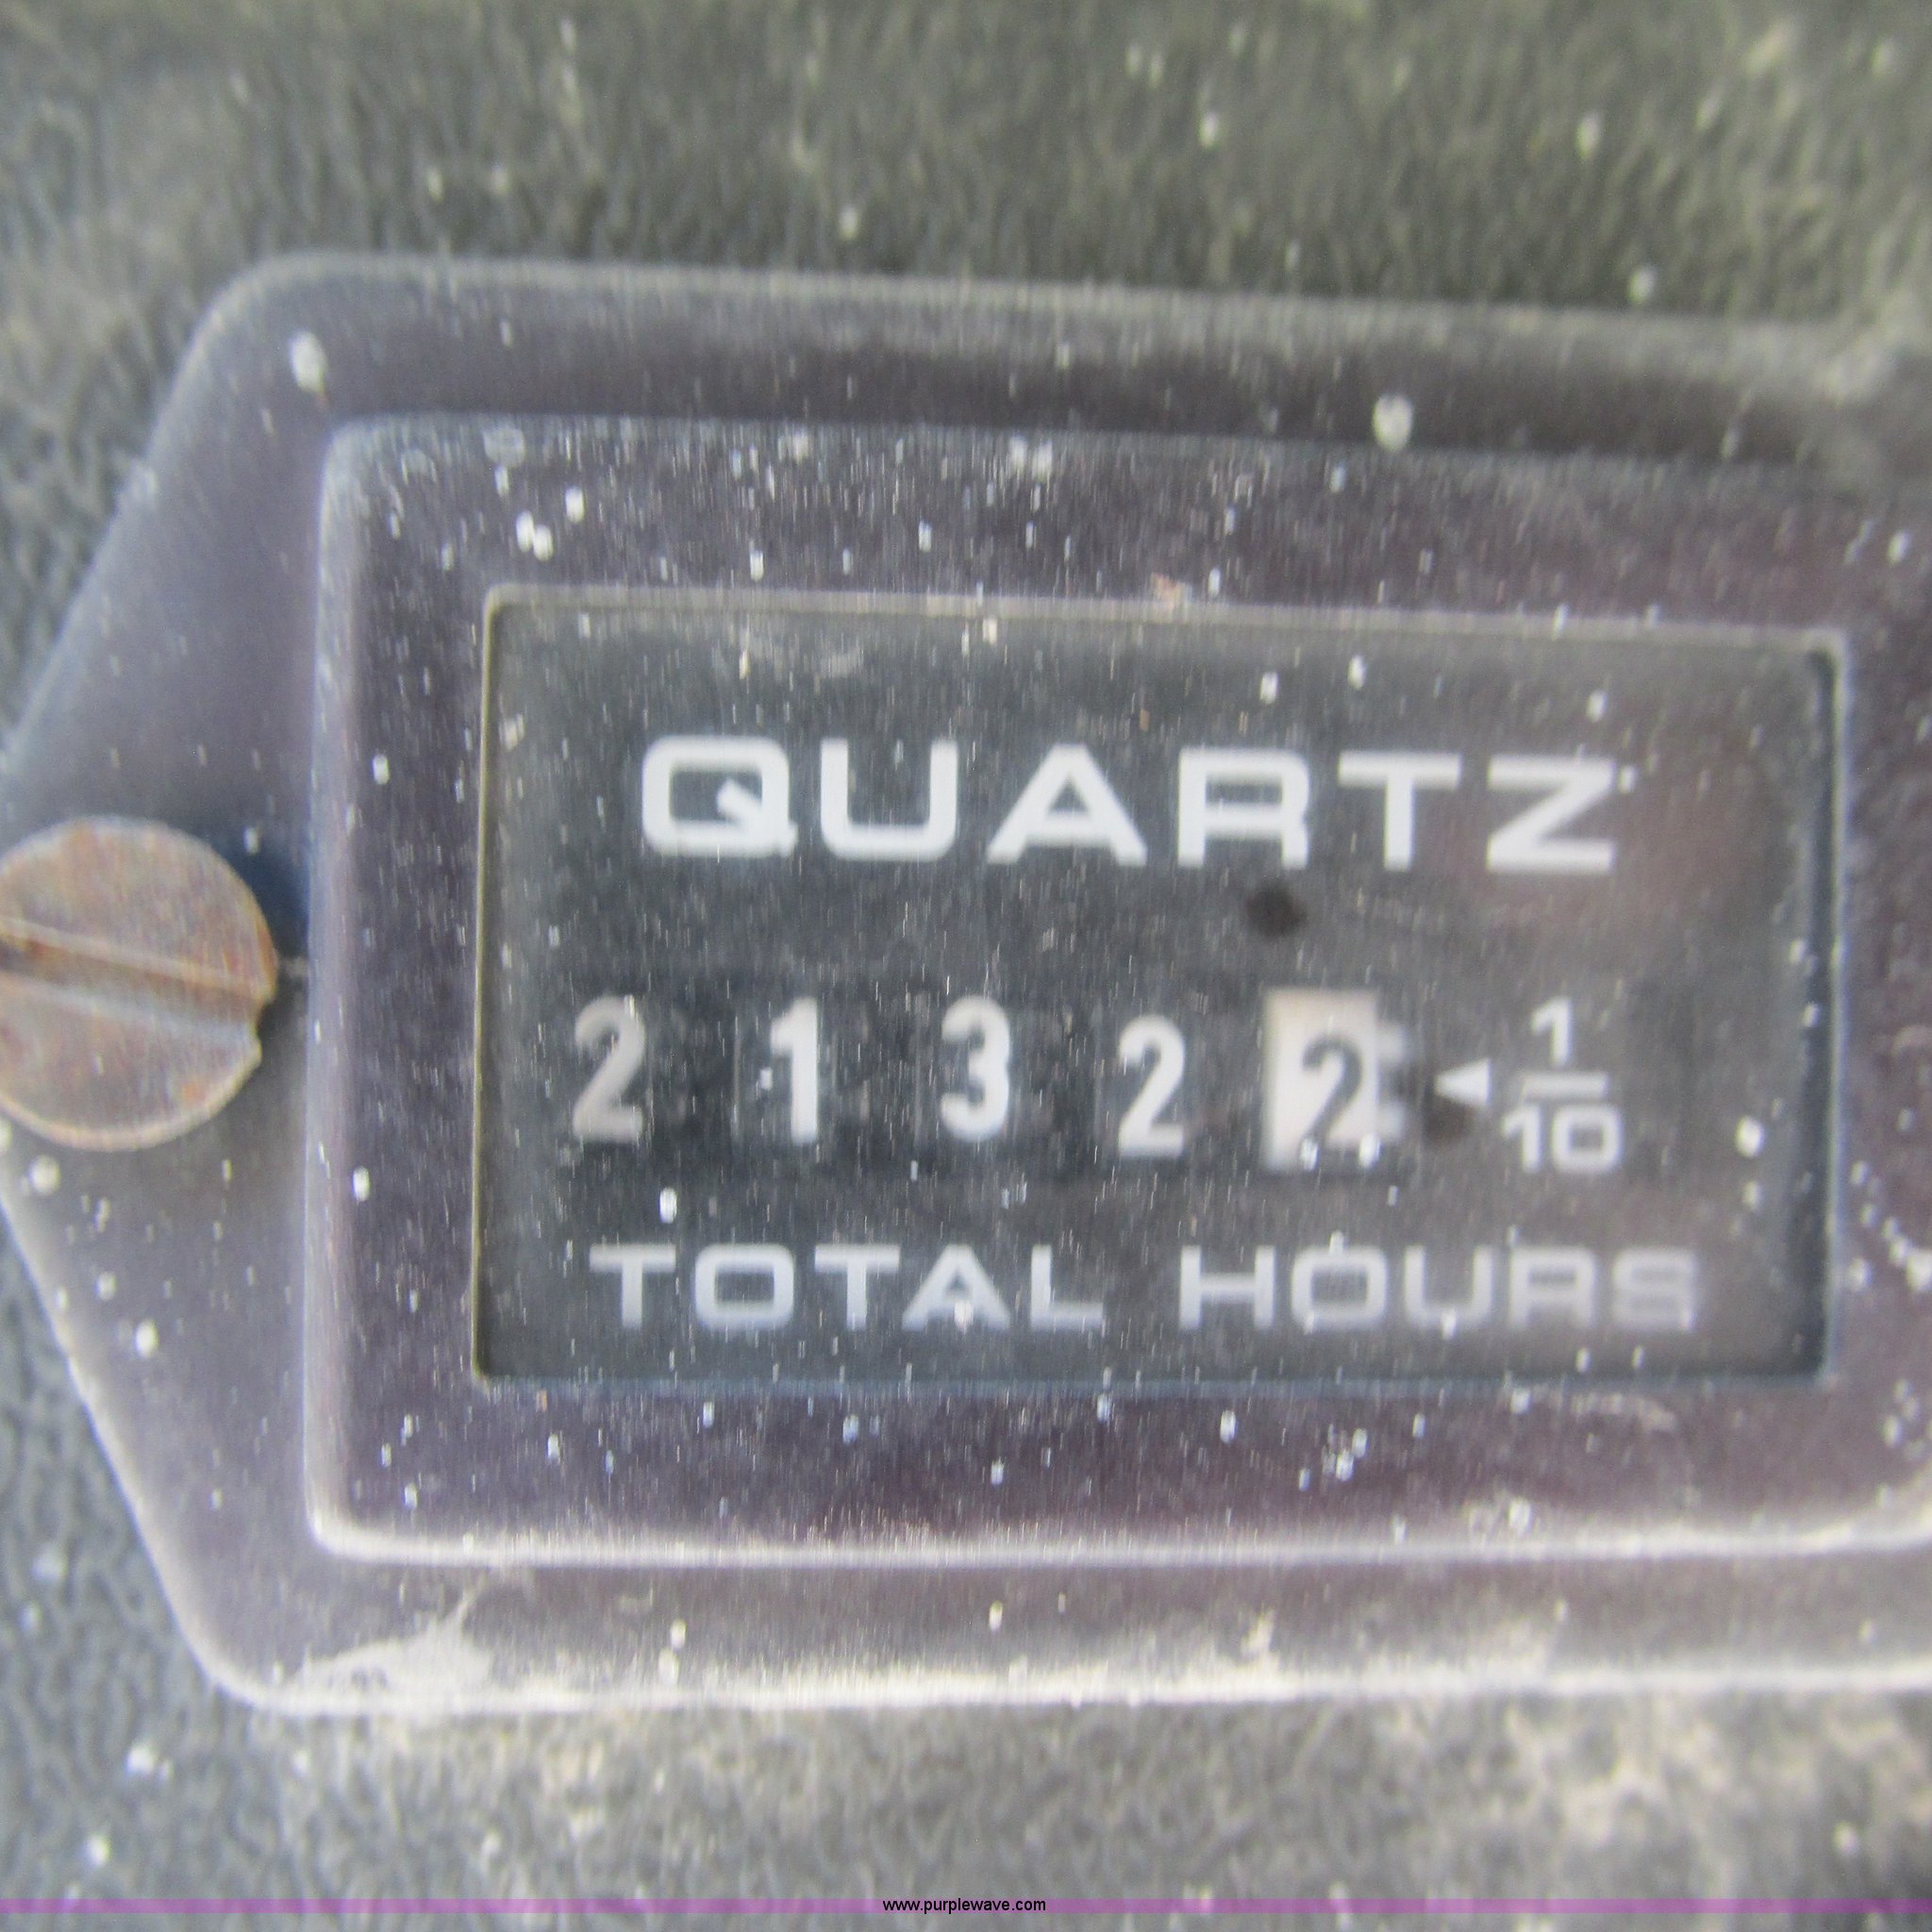 QUARTZ
2 1 3 2 2 ◄ 1/10
TOTAL HOURS
www.purplewave.com